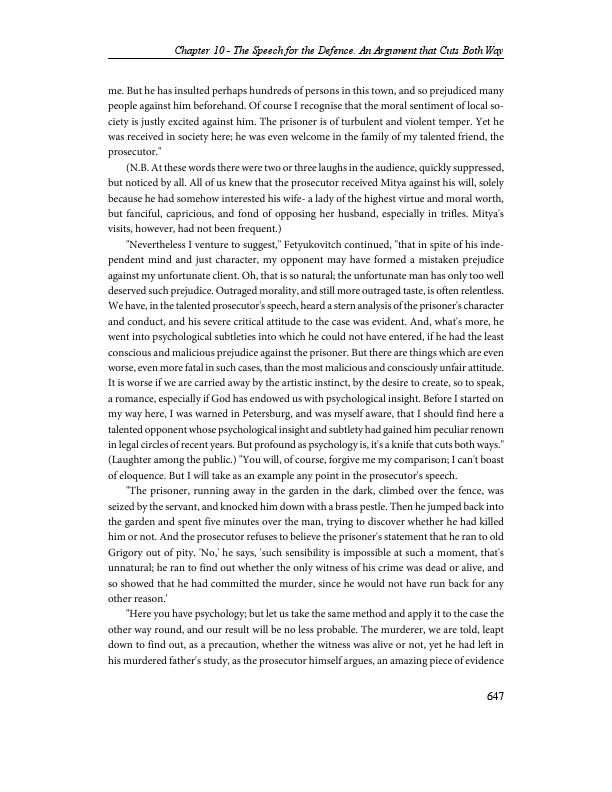 Chapter 10 - The Speech for the Defence. An Argument that Cuts Both Way
me. But he has insulted perhaps hundreds of persons in this town, and so prejudiced many
people against him beforehand. Of course I recognise that the moral sentiment of local so-
ciety is justly excited against him. The prisoner is of turbulent and violent temper. Yet he
was received in society here; he was even welcome in the family of my talented friend, the
prosecutor."
(N.B. At these words there were two or three laughs in the audience, quickly suppressed,
but noticed by all. All of us knew that the prosecutor received Mitya against his will, solely
because he had somehow interested his wife- a lady of the highest virtue and moral worth,
but fanciful, capricious, and fond of opposing her husband, especially in trifles. Mitya's
visits, however, had not been frequent.)
"Nevertheless I venture to suggest," Fetyukovitch continued, "that in spite of his inde-
pendent mind and just character, my opponent may have formed a mistaken prejudice
against my unfortunate client. Oh, that is so natural; the unfortunate man has only too well
deserved such prejudice. Outraged morality, and still more outraged taste, is often relentless.
We have, in the talented prosecutor's speech, heard a stern analysis of the prisoner's character
and conduct, and his severe critical attitude to the case was evident. And, what's more, he
went into psychological subtleties into which he could not have entered, if he had the least
conscious and malicious prejudice against the prisoner. But there are things which are even
worse, even more fatal in such cases, than the most malicious and consciously unfair attitude.
It is worse if we are carried away by the artistic instinct, by the desire to create, so to speak,
a romance, especially if God has endowed us with psychological insight. Before I started on
my way here, I was warned in Petersburg, and was myself aware, that I should find here a
talented opponent whose psychological insight and subtlety had gained him peculiar renown
in legal circles of recent years. But profound as psychology is, it's a knife that cuts both ways."
(Laughter among the public.) "You will, of course, forgive me my comparison; I can't boast
of eloquence. But I will take as an example any point in the prosecutor's speech.
"The prisoner, running away in the garden in the dark, climbed over the fence, was
seized by the servant, and knocked him down with a brass pestle. Then he jumped back into
the garden and spent five minutes over the man, trying to discover whether he had killed
him or not. And the prosecutor refuses to believe the prisoner's statement that he ran to old
Grigory out of pity. 'No,' he says, 'such sensibility is impossible at such a moment, that's
unnatural; he ran to find out whether the only witness of his crime was dead or alive, and
so showed that he had committed the murder, since he would not have run back for any
other reason.'
"Here you have psychology; but let us take the same method and apply it to the case the
other way round, and our result will be no less probable. The murderer, we are told, leapt
down to find out, as a precaution, whether the witness was alive or not, yet he had left in
his murdered father's study, as the prosecutor himself argues, an amazing piece of evidence
647